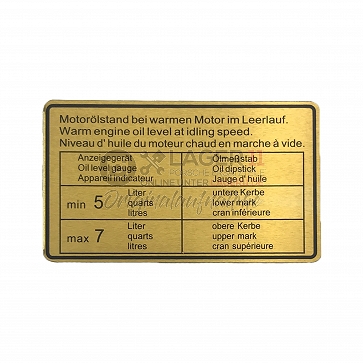 Motorölstand bei warmen Motor im Leerlauf.
Warm engine oil level at idling speed.
Niveau d' huile du moteur chaud en marche à vide.
Anzeigegerät
Oil level gauge
Appareil indicateur
Ölmeßstab
Oil dipstick
Jauge d' huile
min 5
Liter
quarts
litres
untere Kerbe
lower mark
cran inférieure
max 7
Liter
quarts
litres
obere Kerbe
upper mark
cran supérieure
LAGER